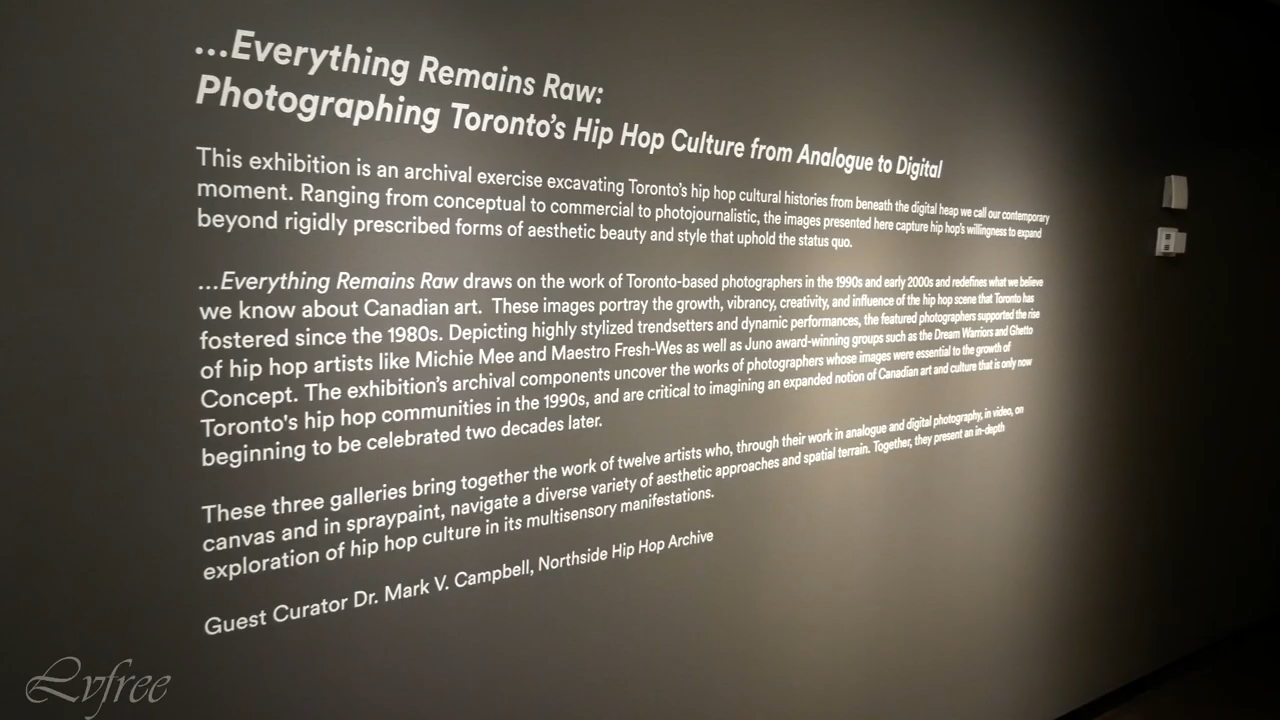 ...Everything Remains Raw:
Photographing Toronto's Hip Hop Culture from Analogue to Digital
This exhibition is an archival exercise excavating Toronto's hip hop cultural histories from beneath the digital heap we call our contemporary
moment. Ranging from conceptual to commercial to photojournalistic, the images presented here capture hip hop's willingness to expand
beyond rigidly prescribed forms of aesthetic beauty and style that uphold the status quo.
...Everything Remains Raw draws on the work of Toronto-based photographers in the 1990s and early 2000s and redefines what we believe
we know about Canadian art. These images portray the growth, vibrancy, creativity, and influence of the hip hop scene that Toronto has
fostered since the 1980s. Depicting highly stylized trendsetters and dynamic performances, the featured photographers supported the rise
of hip hop artists like Michie Mee and Maestro Fresh-Wes as well as Juno award-winning groups such as the Dream Warriors and Ghetto
Concept. The exhibition's archival components uncover the works of photographers whose images were essential to the growth of
Toronto's hip hop communities in the 1990s, and are critical to imagining an expanded notion of Canadian art and culture that is only now
beginning to be celebrated two decades later.
These three galleries bring together the work of twelve artists who, through their work in analogue and digital photography, in video, on
canvas and in spraypaint, navigate a diverse variety of aesthetic approaches and spatial terrain. Together, they present an in-depth
exploration of hip hop culture in its multisensory manifestations.
Guest Curator Dr. Mark V. Campbell, Northside Hip Hop Archive
Lvfree